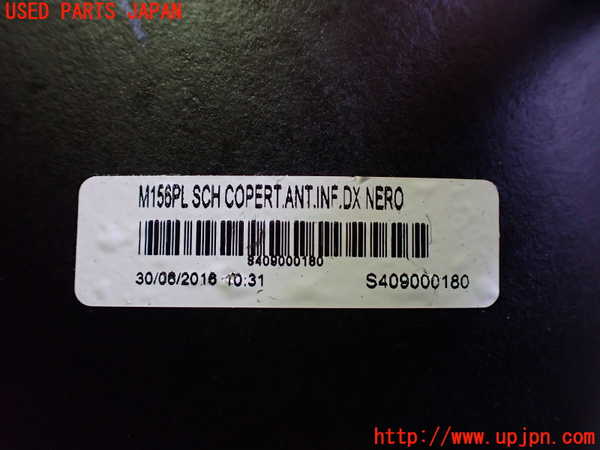 USED PARTS JAPAN
M156PL SCH COPERT.ANT.INF.DX NERO
S409000180
30/06/2016 10:31 S409000180
www.upjpn.com